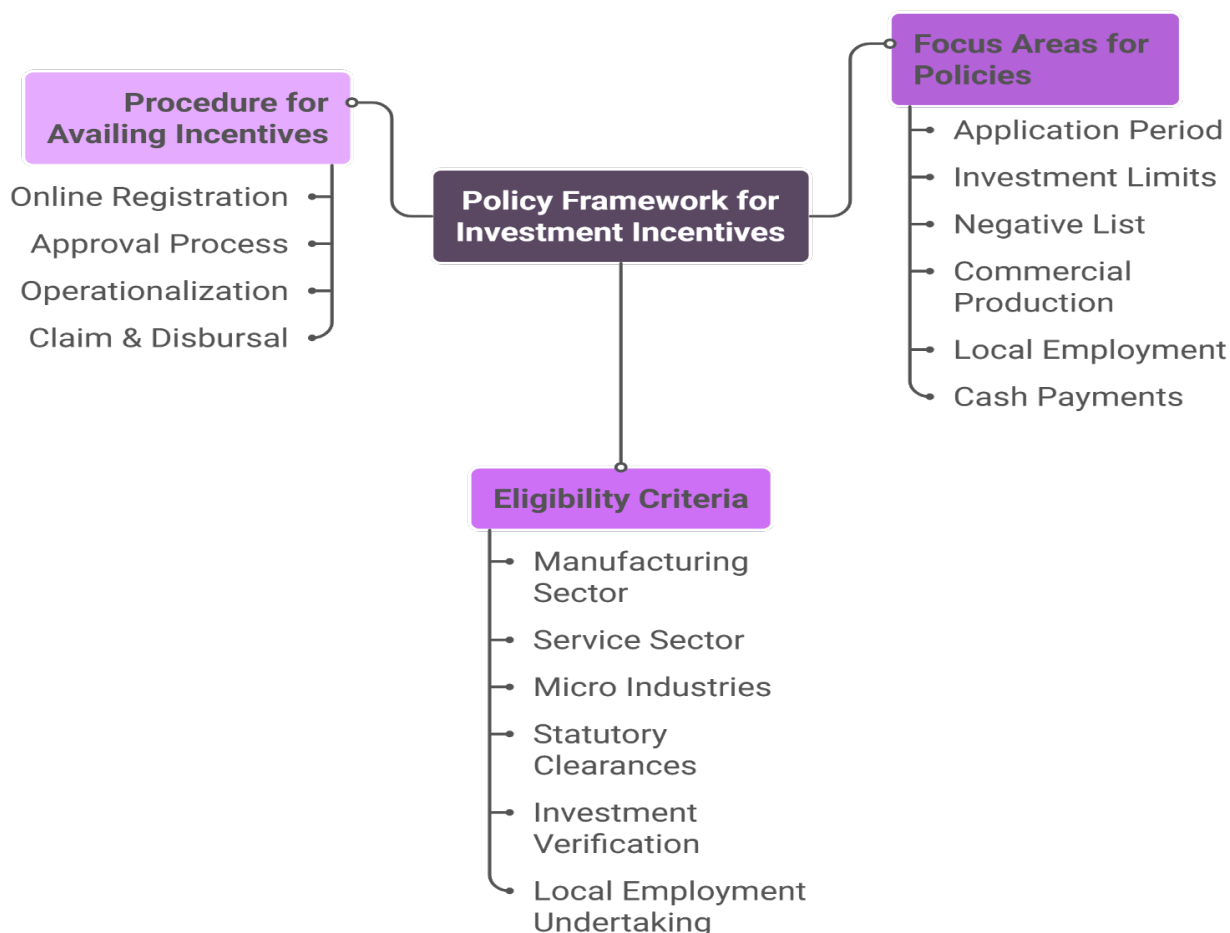 Focus Areas for
Policies
Application Period
Investment Limits
Negative List
Commercial
Production
Local Employment
Cash Payments
Procedure for
Availing Incentives
Online Registration
Approval Process
Operationalization
Claim & Disbursal
Policy Framework for
Investment Incentives
Eligibility Criteria
Manufacturing
Sector
Service Sector
Micro Industries
Statutory
Clearances
Investment
Verification
Local Employment
Undertaking